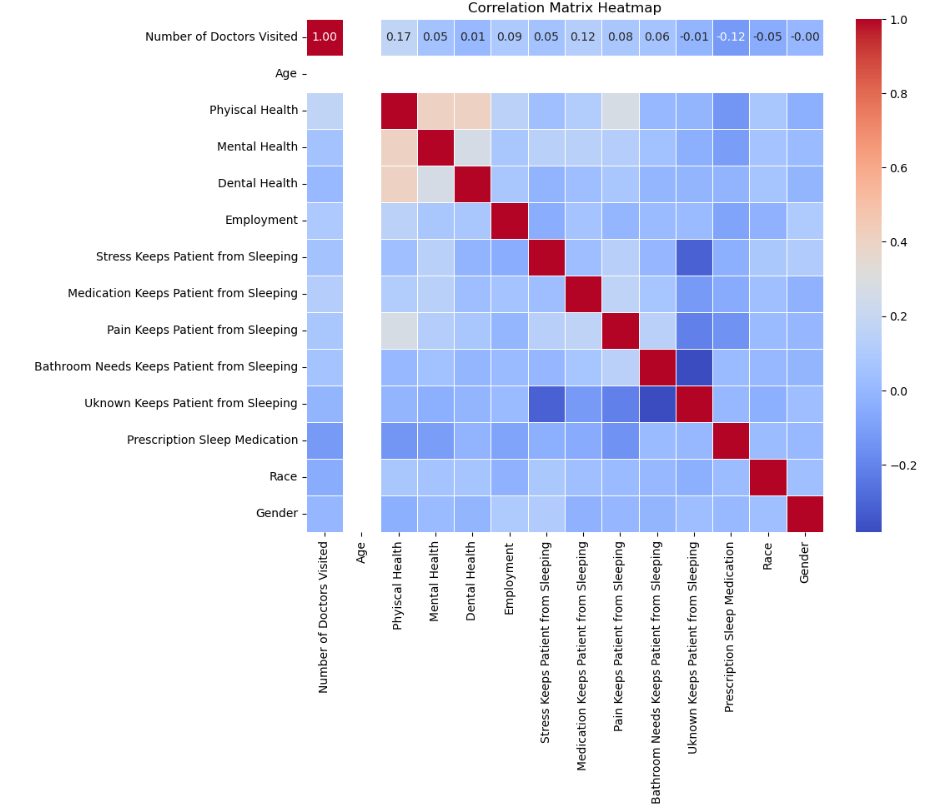 Correlation Matrix Heatmap
Number of Doctors Visited
1.00 0.17 0.05 0.01 0.09 0.05 0.12 0.08 0.06 -0.01 -0.12 -0.05 -0.00
Age
Phyiscal Health
Mental Health
Dental Health
Employment
Stress Keeps Patient from Sleeping
Medication Keeps Patient from Sleeping
Pain Keeps Patient from Sleeping
Bathroom Needs Keeps Patient from Sleeping
Uknown Keeps Patient from Sleeping
Prescription Sleep Medication
Race
Gender
Number of Doctors Visited
Age
Phyiscal Health
Mental Health
Dental Health
Employment
Stress Keeps Patient from Sleeping
Medication Keeps Patient from Sleeping
Pain Keeps Patient from Sleeping
Bathroom Needs Keeps Patient from Sleeping
Uknown Keeps Patient from Sleeping
Prescription Sleep Medication
Race
Gender
1.0
0.8
0.6
0.4
0.2
0.0
−0.2